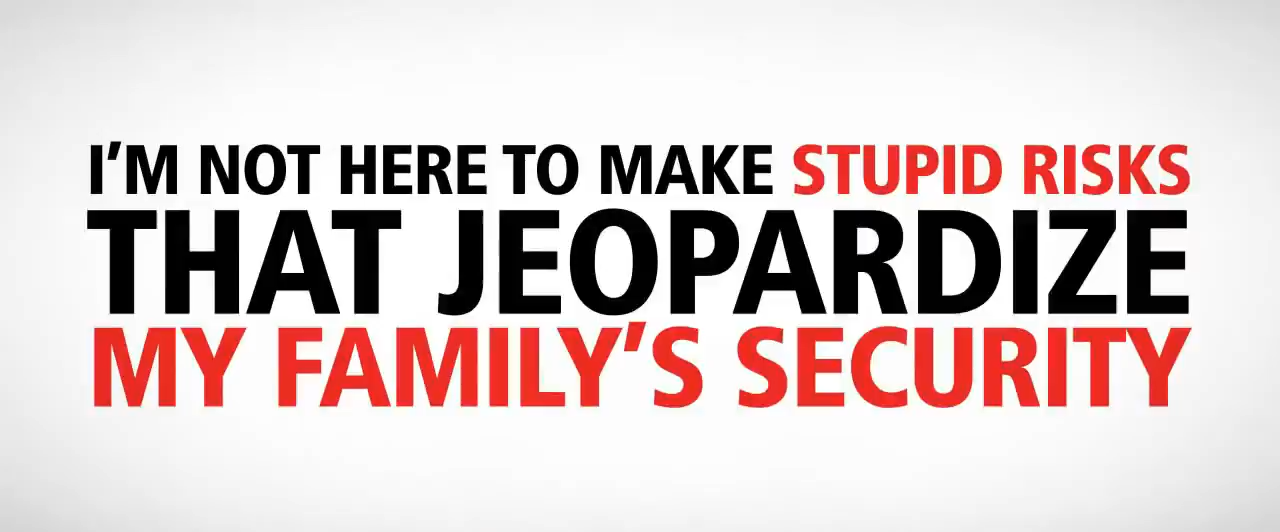 I'M NOT HERE TO MAKE STUPID RISKS
THAT JEOPARDIZE
MY FAMILY'S SECURITY